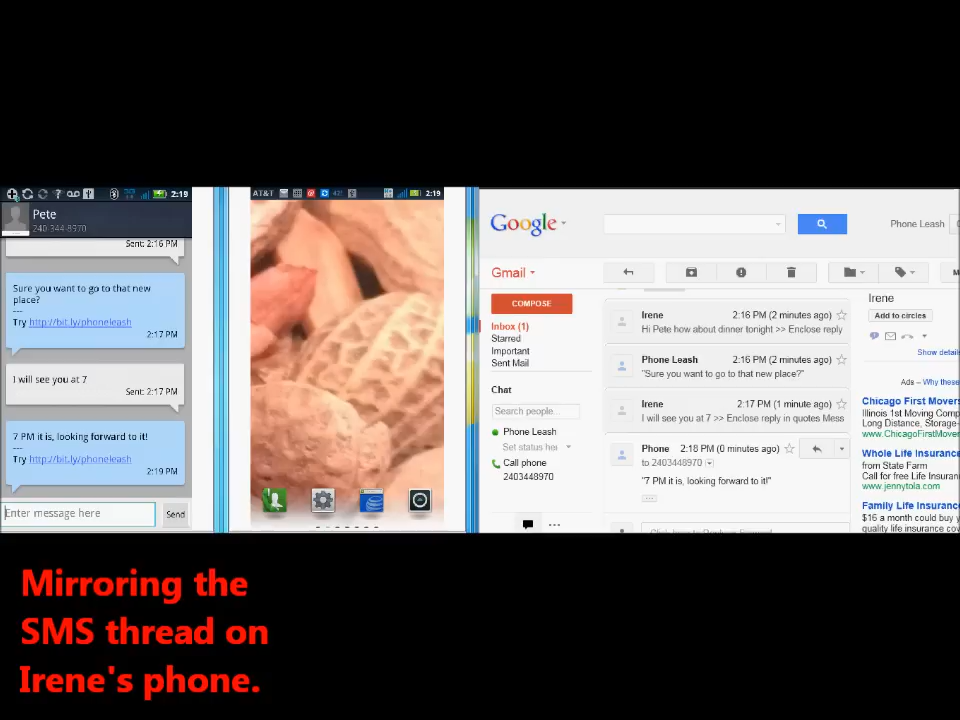 2:19
Pete
240-344-8970
Sent: 2:16 PM
Sure you want to go to that new
place?
---
Try http://bit.ly/phoneleash
2:17 PM
I will see you at 7
Sent: 2:17 PM
7 PM it is, looking forward to it!
---
Try http://bit.ly/phoneleash
2:19 PM
Enter message here
Send
AT&T
2:19
Google
Phone Leash
Gmail
COMPOSE
Inbox (1)
Starred
Important
Sent Mail
Chat
Search people...
Phone Leash
Set status her
Call phone
2403448970
Irene 2:16 PM (2 minutes ago)
Hi Pete how about dinner tonight >> Enclose reply
Phone Leash 2:16 PM (2 minutes ago)
"Sure you want to go to that new place?"
Irene 2:17 PM (1 minute ago)
I will see you at 7 >> Enclose reply in quotes Mess
Phone 2:18 PM (0 minutes ago)
to 2403448970
"7 PM it is, looking forward to it!"
Irene
Add to circles
Show detail
Ads – Why these
Chicago First Movers
Illinois 1st Moving Comp
Long Distance, Storage-
www.ChicagoFirstMover
Whole Life Insurance
from State Farm
Call for free Life Insuran
www.jennytola.com
Family Life Insurance
$16 a month could buy y
quality life insurance cov
Mirroring the
SMS thread on
Irene's phone.